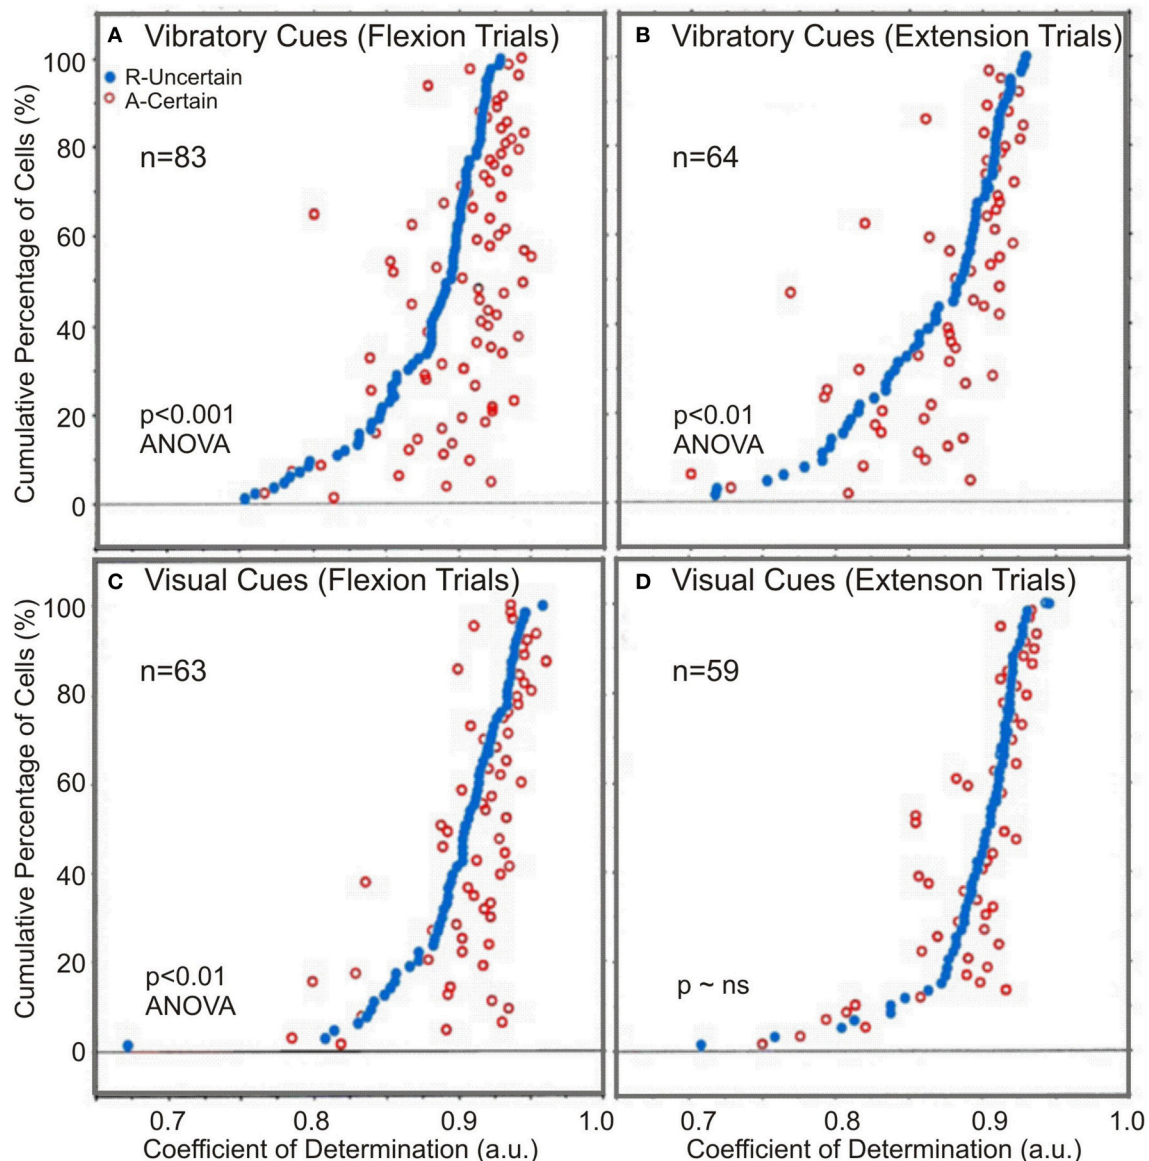 A Vibratory Cues (Flexion Trials)
B Vibratory Cues (Extension Trials)
R-Uncertain
A-Certain
n=83
n=64
p<0.001
ANOVA
p<0.01
ANOVA
Cumulative Percentage of Cells (%)
100
80
60
40
20
0
C Visual Cues (Flexion Trials)
D Visual Cues (Extenson Trials)
n=63
n=59
p<0.01
ANOVA
p ~ ns
Cumulative Percentage of Cells (%)
100
80
60
40
20
0
0.7 0.8 0.9 1.0
0.7 0.8 0.9 1.0
Coefficient of Determination (a.u.)
Coefficient of Determination (a.u.)